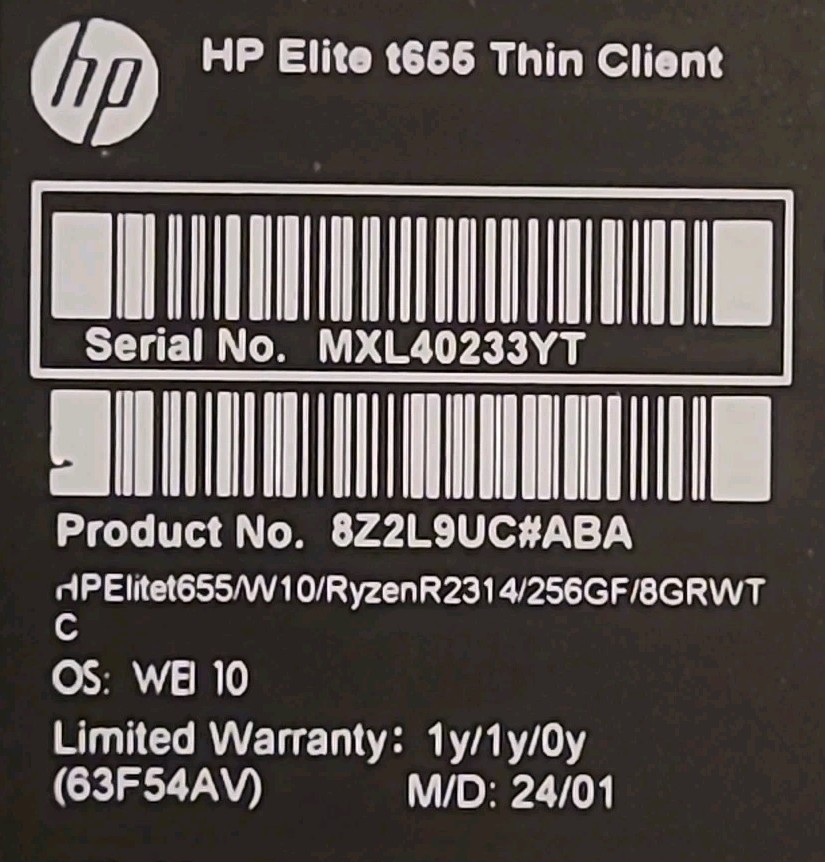 hp
HP Elite t655 Thin Client
Serial No. MXL40233YT
Product No. 8Z2L9UC#ABA
HPElitet655/W10/RyzenR2314/256GF/8GRWT
C
OS: WEI 10
Limited Warranty: 1y/1y/0y
(63F54AV) M/D: 24/01